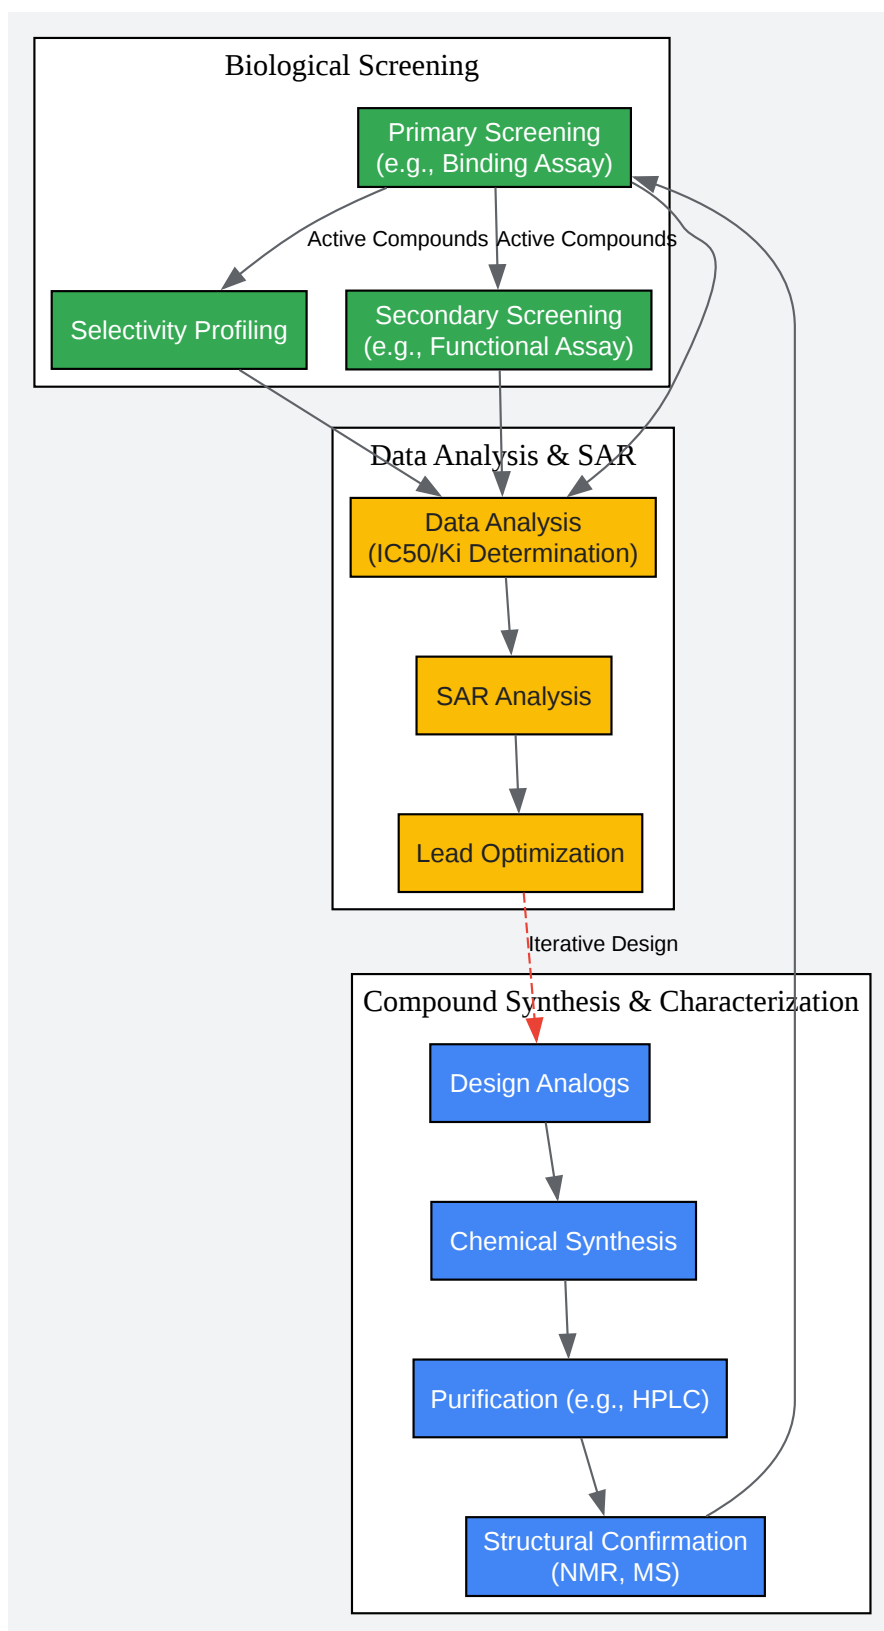 Biological Screening
Primary Screening
(e.g., Binding Assay)
Active Compounds
Active Compounds
Selectivity Profiling
Secondary Screening
(e.g., Functional Assay)
Data Analysis & SAR
Data Analysis
(IC50/Ki Determination)
SAR Analysis
Lead Optimization
Iterative Design
Compound Synthesis & Characterization
Design Analogs
Chemical Synthesis
Purification (e.g., HPLC)
Structural Confirmation
(NMR, MS)